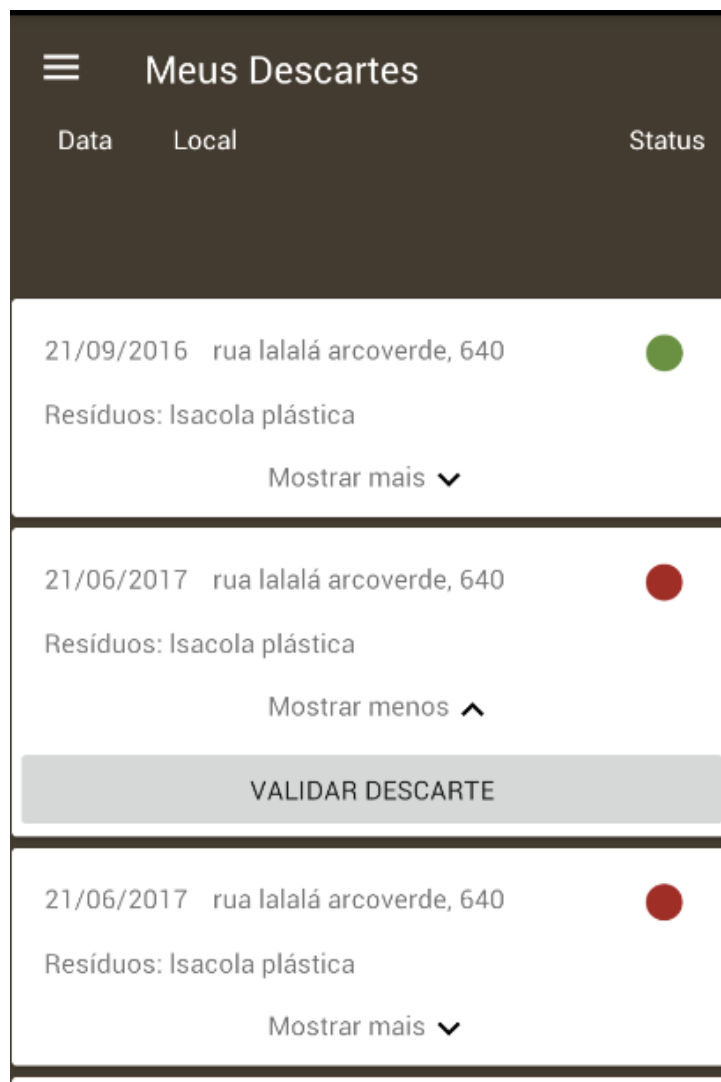 Meus Descartes
Data Local Status
21/09/2016 rua lalalá arcoverde, 640
Resíduos: lsacola plástica
Mostrar mais
21/06/2017 rua lalalá arcoverde, 640
Resíduos: lsacola plástica
Mostrar menos
VALIDAR DESCARTE
21/06/2017 rua lalalá arcoverde, 640
Resíduos: lsacola plástica
Mostrar mais